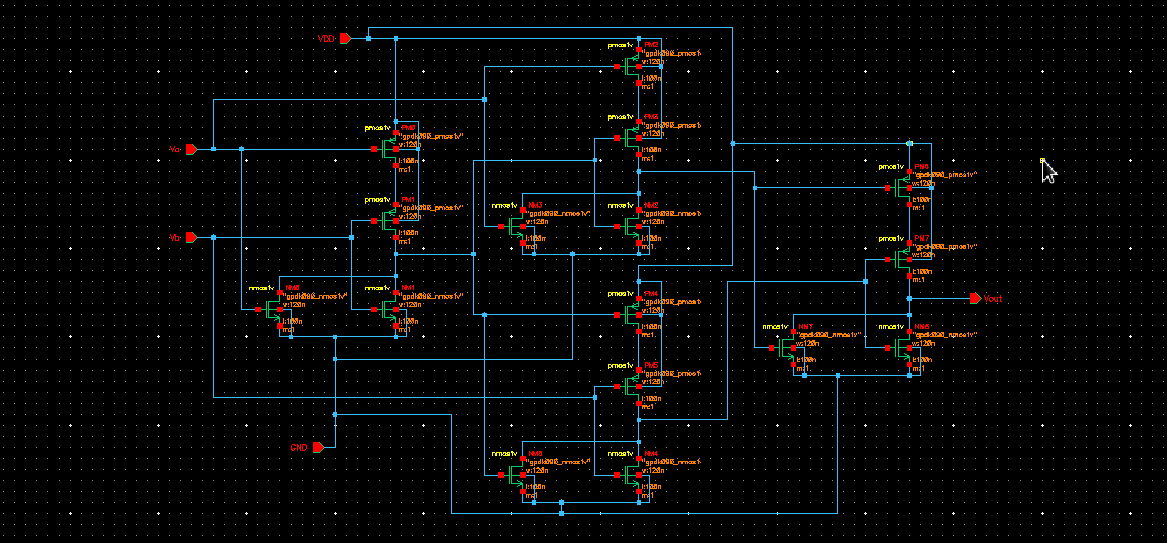 VDD
pmos1v
PM2
"gpdk090_pmos1v"
w:120n
l:100n
m:1
pmos1v
PM3
"gpdk090_pmos1v"
w:120n
l:100n
m:1
pmos1v
PM0
"gpdk090_pmos1v"
w:120n
l:100n
m:1
Va
pmos1v
"gpdk090_pmos1v"
w:120n
l:100n
m:1
pmos1v
PM1
"gpdk090_pmos1v"
w:120n
l:100n
m:1
nmos1v
NM3
"gpdk090_nmos1v"
w:120n
l:100n
m:1
nmos1v
NM2
"gpdk090_nmos1v"
w:120n
l:100n
m:1
Vb
pmos1v
PM7
"gpdk090_pmos1v"
w:120n
l:100n
m:1
nmos1v
NM0
"gpdk090_nmos1v"
w:120n
l:100n
m:1
nmos1v
NM1
"gpdk090_nmos1v"
w:120n
l:100n
m:1
pmos1v
PM4
"gpdk090_pmos1v"
w:120n
l:100n
m:1
Vout
nmos1v
NM7
"gpdk090_nmos1v"
w:120n
l:100n
m:1
nmos1v
"gpdk090_nmos1v"
w:120n
l:100n
m:1
pmos1v
PM5
"gpdk090_pmos1v"
w:120n
l:100n
m:1
GND
nmos1v
NM5
"gpdk090_nmos1v"
w:120n
l:100n
m:1
nmos1v
NM4
"gpdk090_nmos1v"
w:120n
l:100n
m:1